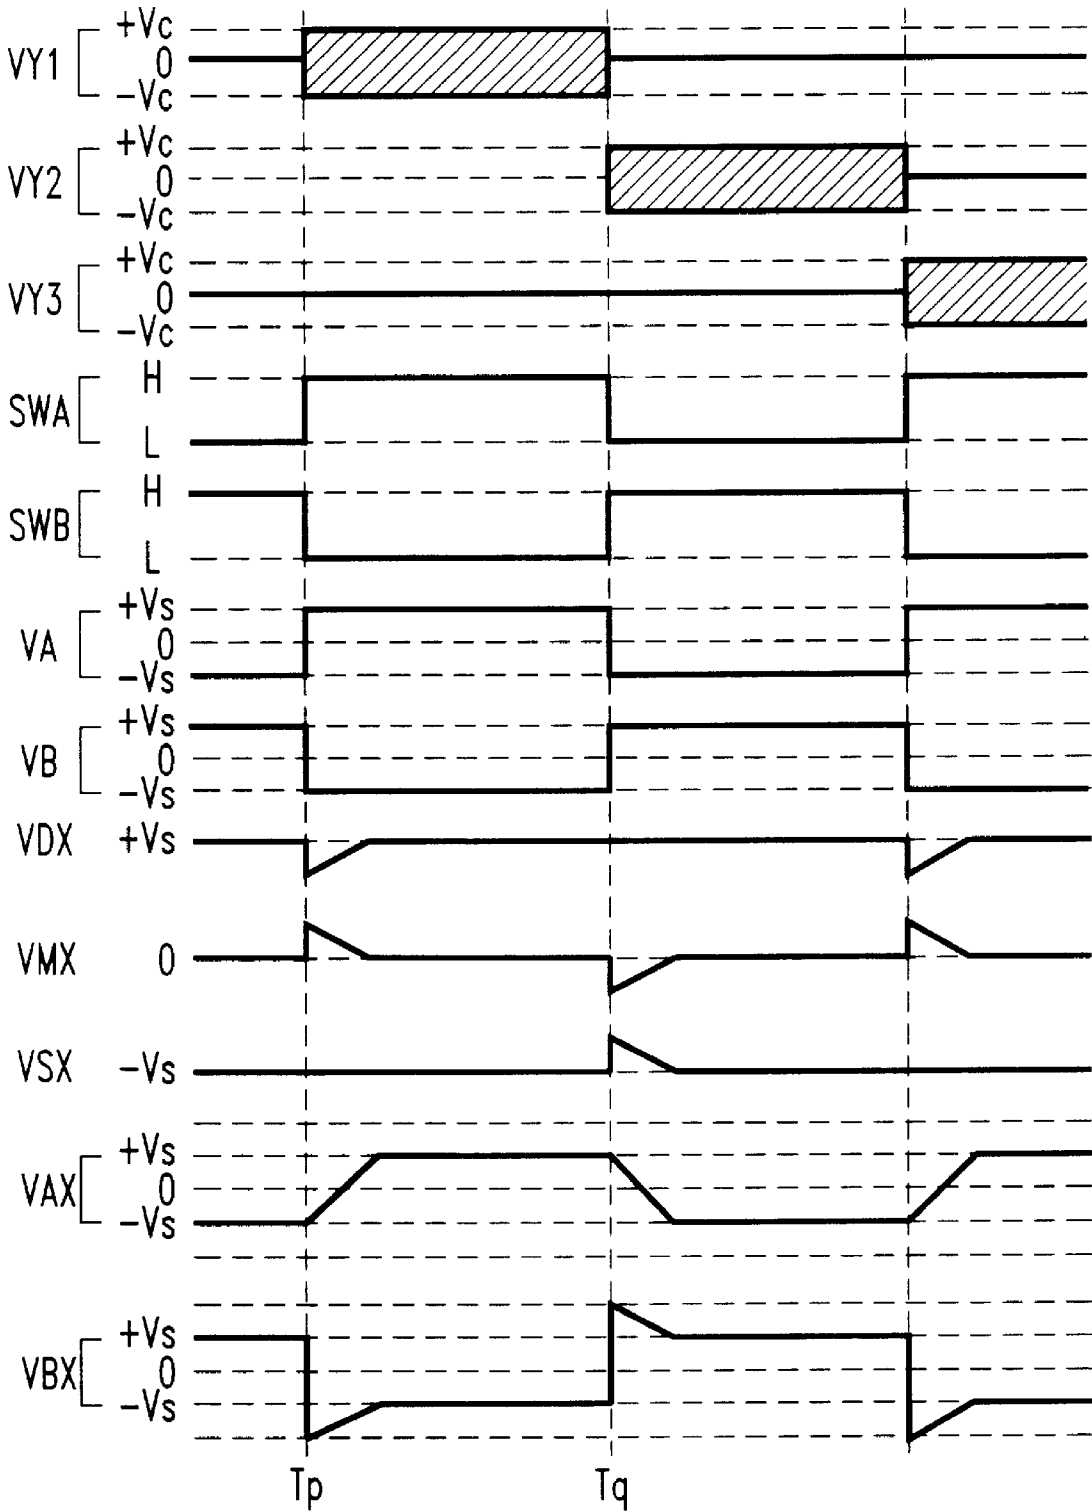 +Vc
VY1 0
-Vc
+Vc
VY2 0
-Vc
+Vc
VY3 0
-Vc
H
SWA
L
H
SWB
L
+Vs
VA 0
-Vs
+Vs
VB 0
-Vs
VDX +Vs
VMX 0
VSX -Vs
+Vs
VAX 0
-Vs
+Vs
VBX 0
-Vs
Tp Tq